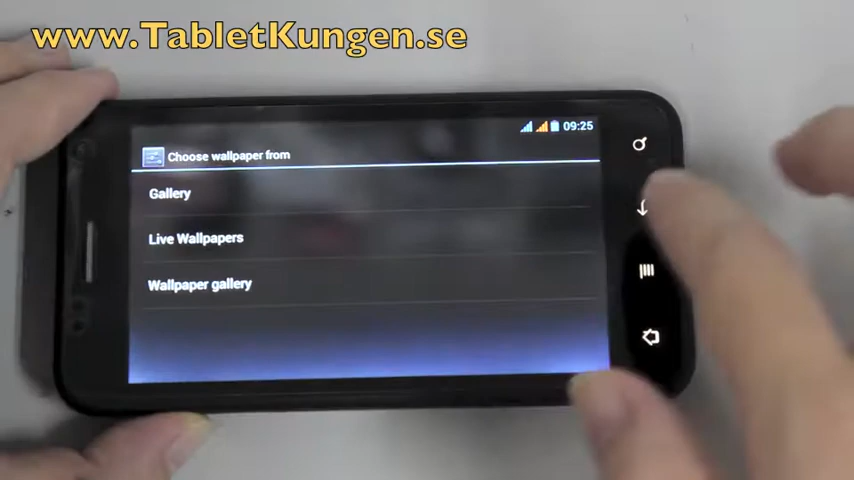 www.TabletKungen.se
09:25
Choose wallpaper from
Gallery
Live Wallpapers
Wallpaper gallery